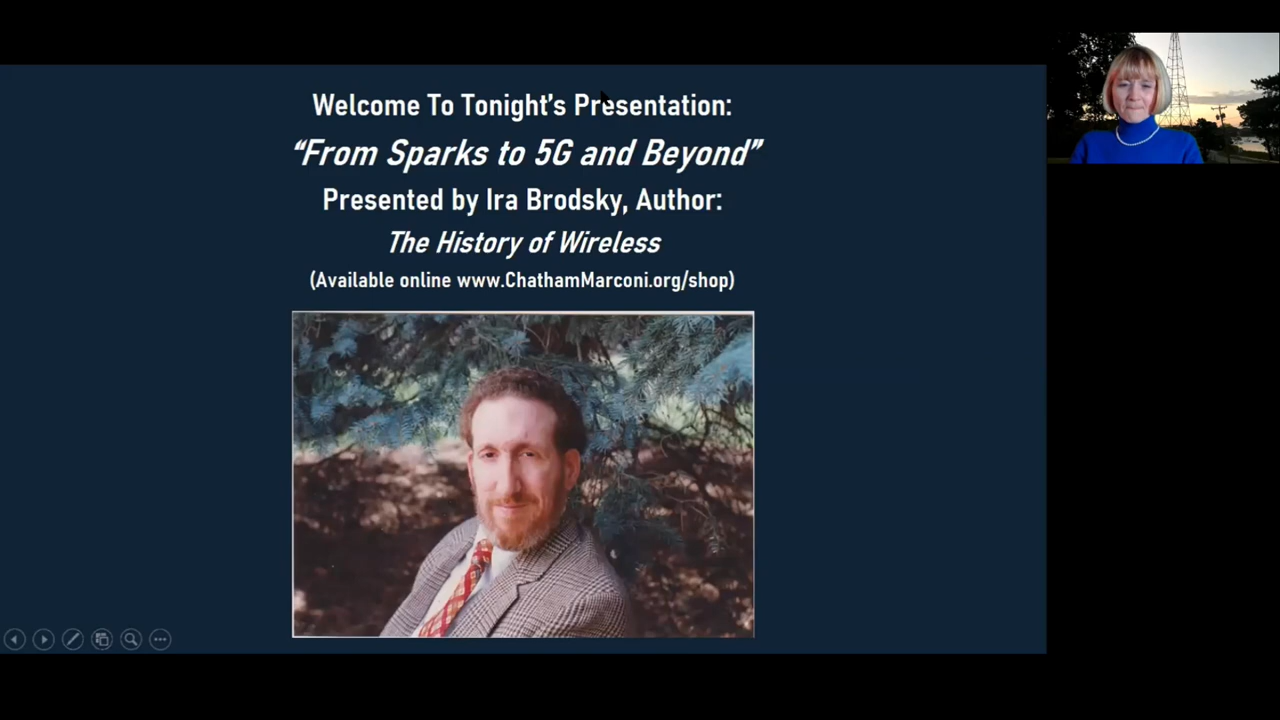 Welcome To Tonight's Presentation:
“From Sparks to 5G and Beyond”
Presented by Ira Brodsky, Author:
The History of Wireless
(Available online www.ChathamMarconi.org/shop)